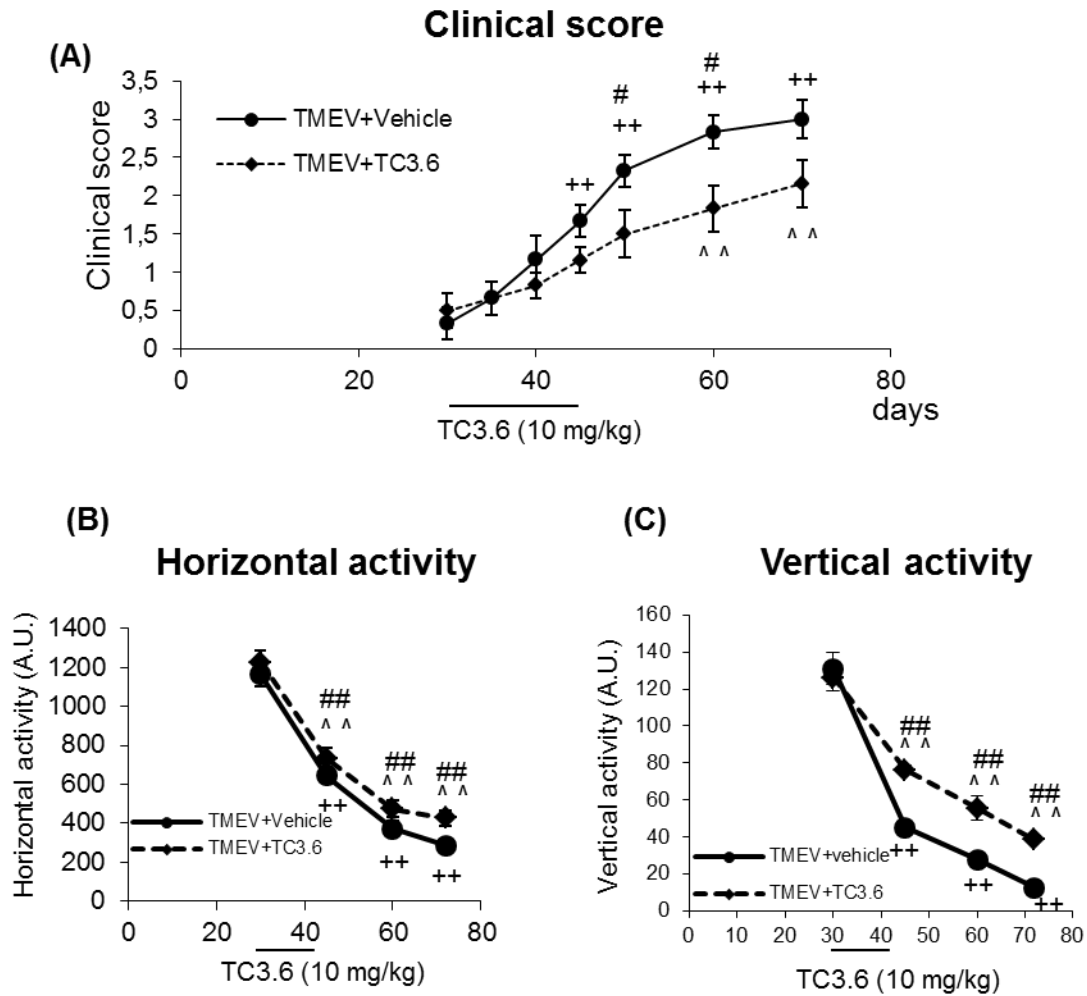 Clinical score
(A)
Clinical score
3,5
3
2,5
2
1,5
1
0,5
0
TMEV+Vehicle
TMEV+TC3.6
++
#
++
#
++
++
^ ^
^ ^
0 20 40 60 80
days
TC3.6 (10 mg/kg)
(B)
Horizontal activity
Horizontal activity (A.U.)
1400
1200
1000
800
600
400
200
0
##
^ ^
##
^ ^
##
^ ^
++
++
++
TMEV+Vehicle
TMEV+TC3.6
0 20 40 60 80
TC3.6 (10 mg/kg)
(C)
Vertical activity
Vertical activity (A.U.)
160
140
120
100
80
60
40
20
0
##
^ ^
##
^ ^
##
^ ^
++
++
++
TMEV+vehicle
TMEV+TC3.6
0 10 20 30 40 50 60 70 80
TC3.6 (10 mg/kg)